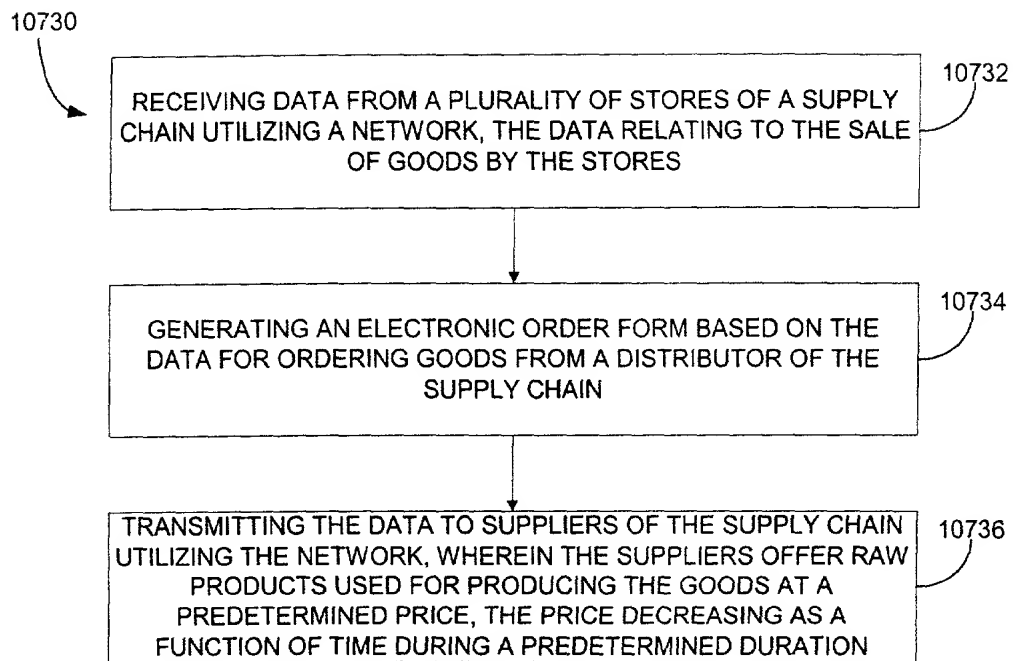 10730
10732
RECEIVING DATA FROM A PLURALITY OF STORES OF A SUPPLY
CHAIN UTILIZING A NETWORK, THE DATA RELATING TO THE SALE
OF GOODS BY THE STORES
10734
GENERATING AN ELECTRONIC ORDER FORM BASED ON THE
DATA FOR ORDERING GOODS FROM A DISTRIBUTOR OF THE
SUPPLY CHAIN
10736
TRANSMITTING THE DATA TO SUPPLIERS OF THE SUPPLY CHAIN
UTILIZING THE NETWORK, WHEREIN THE SUPPLIERS OFFER RAW
PRODUCTS USED FOR PRODUCING THE GOODS AT A
PREDETERMINED PRICE, THE PRICE DECREASING AS A
FUNCTION OF TIME DURING A PREDETERMINED DURATION